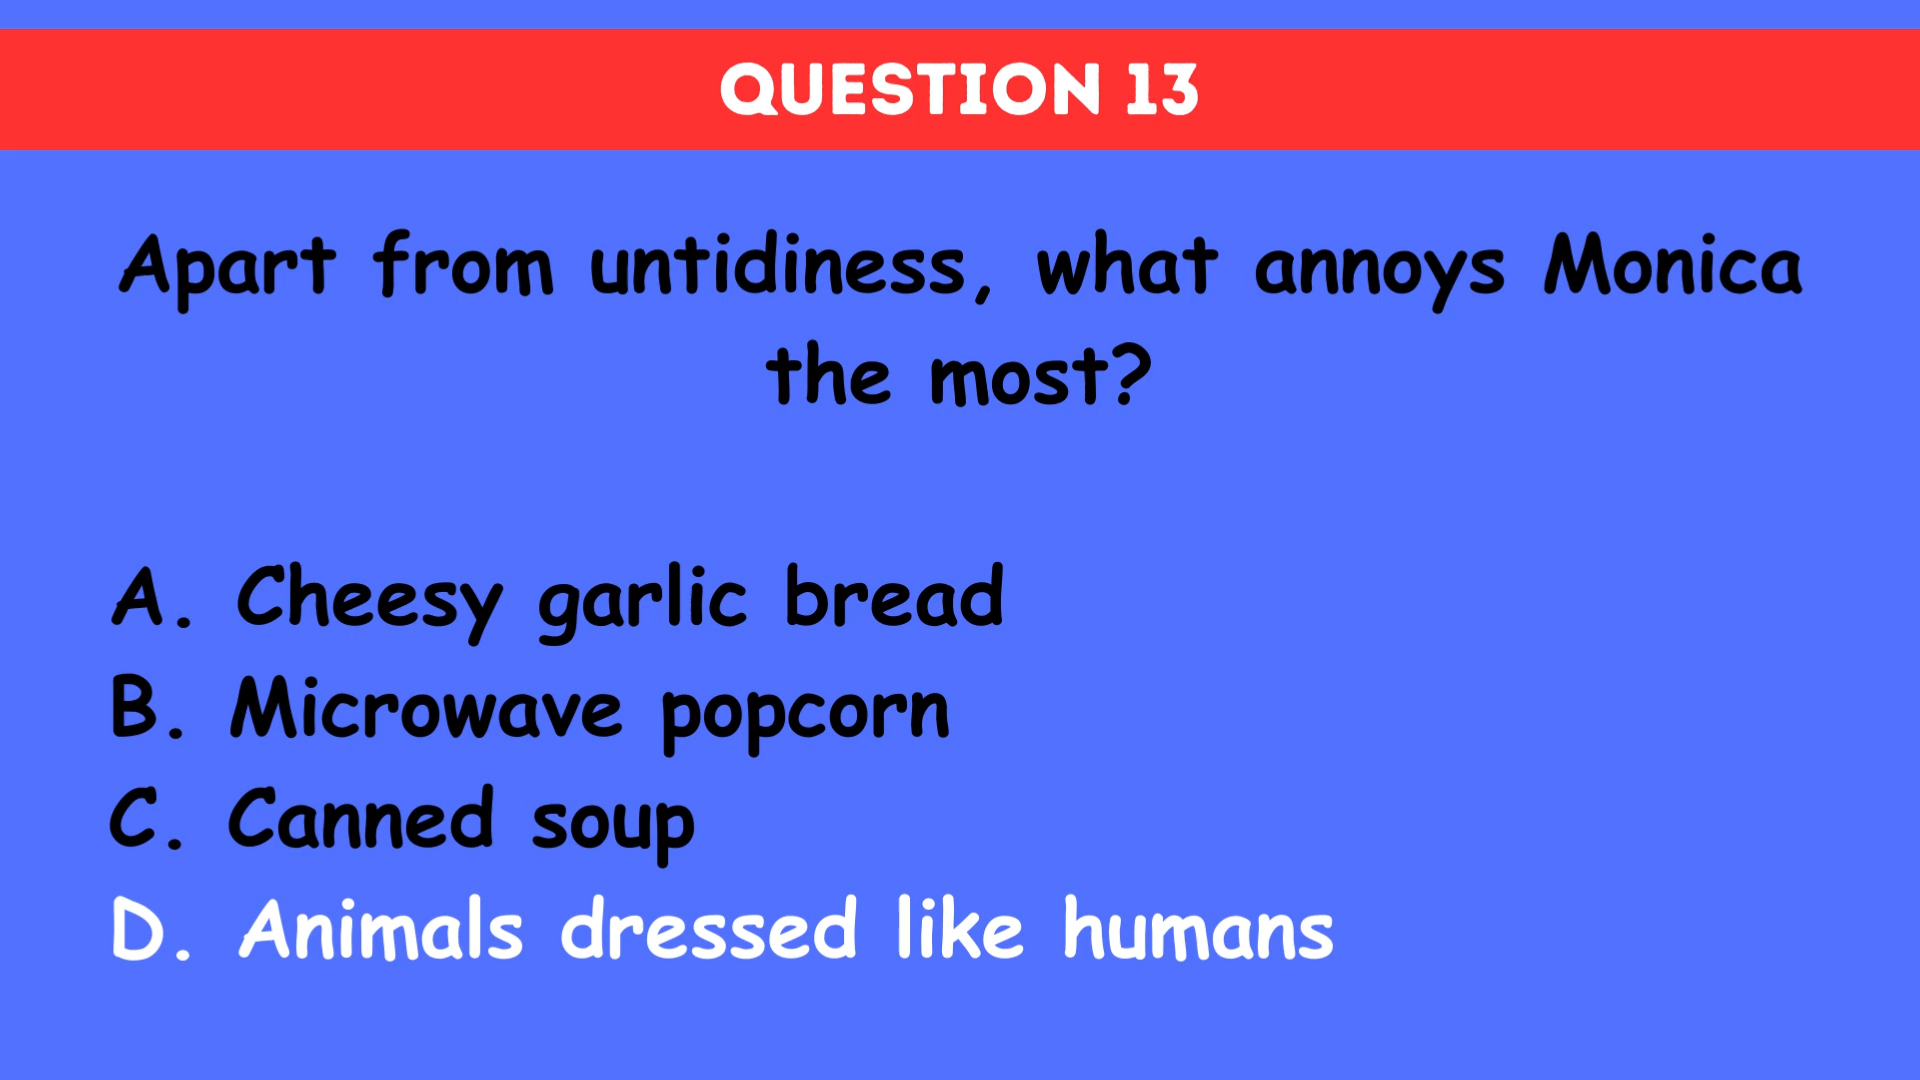 QUESTION 13
Apart from untidiness, what annoys Monica
the most?
A. Cheesy garlic bread
B. Microwave popcorn
C. Canned soup
D. Animals dressed like humans